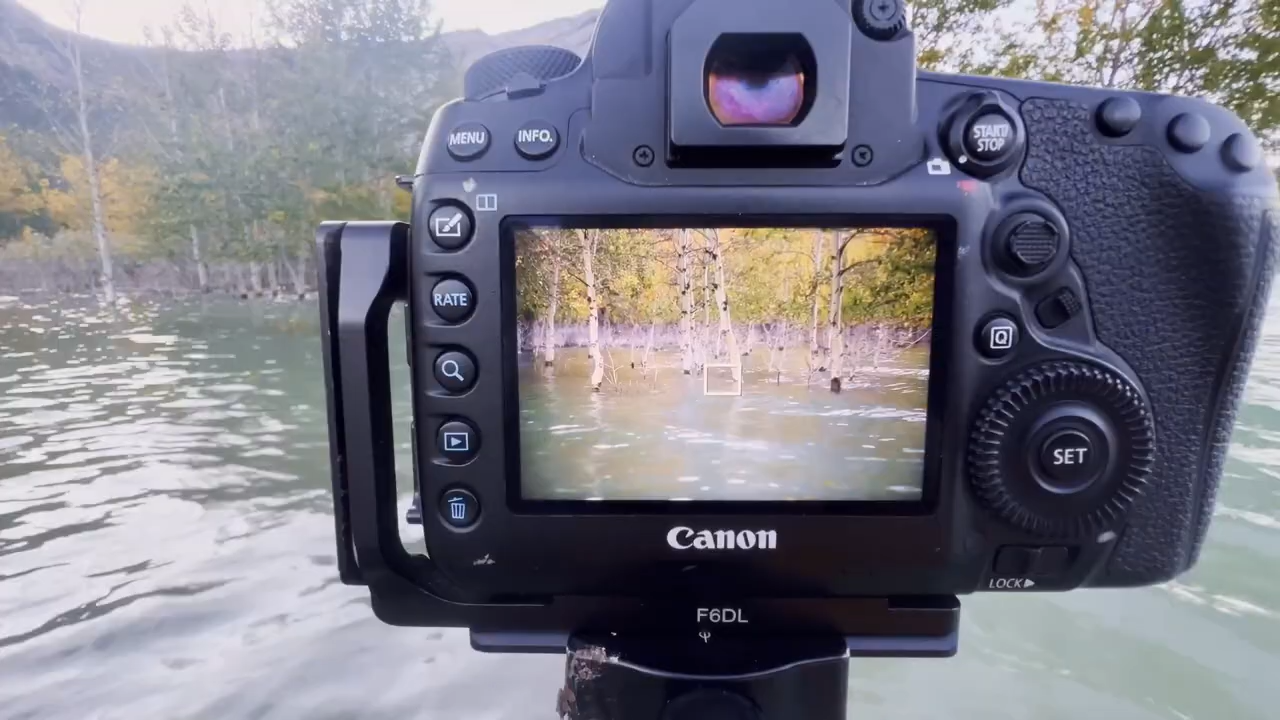 MENU
INFO.
START/
STOP
RATE
Q
SET
Canon
LOCK▶
F6DL